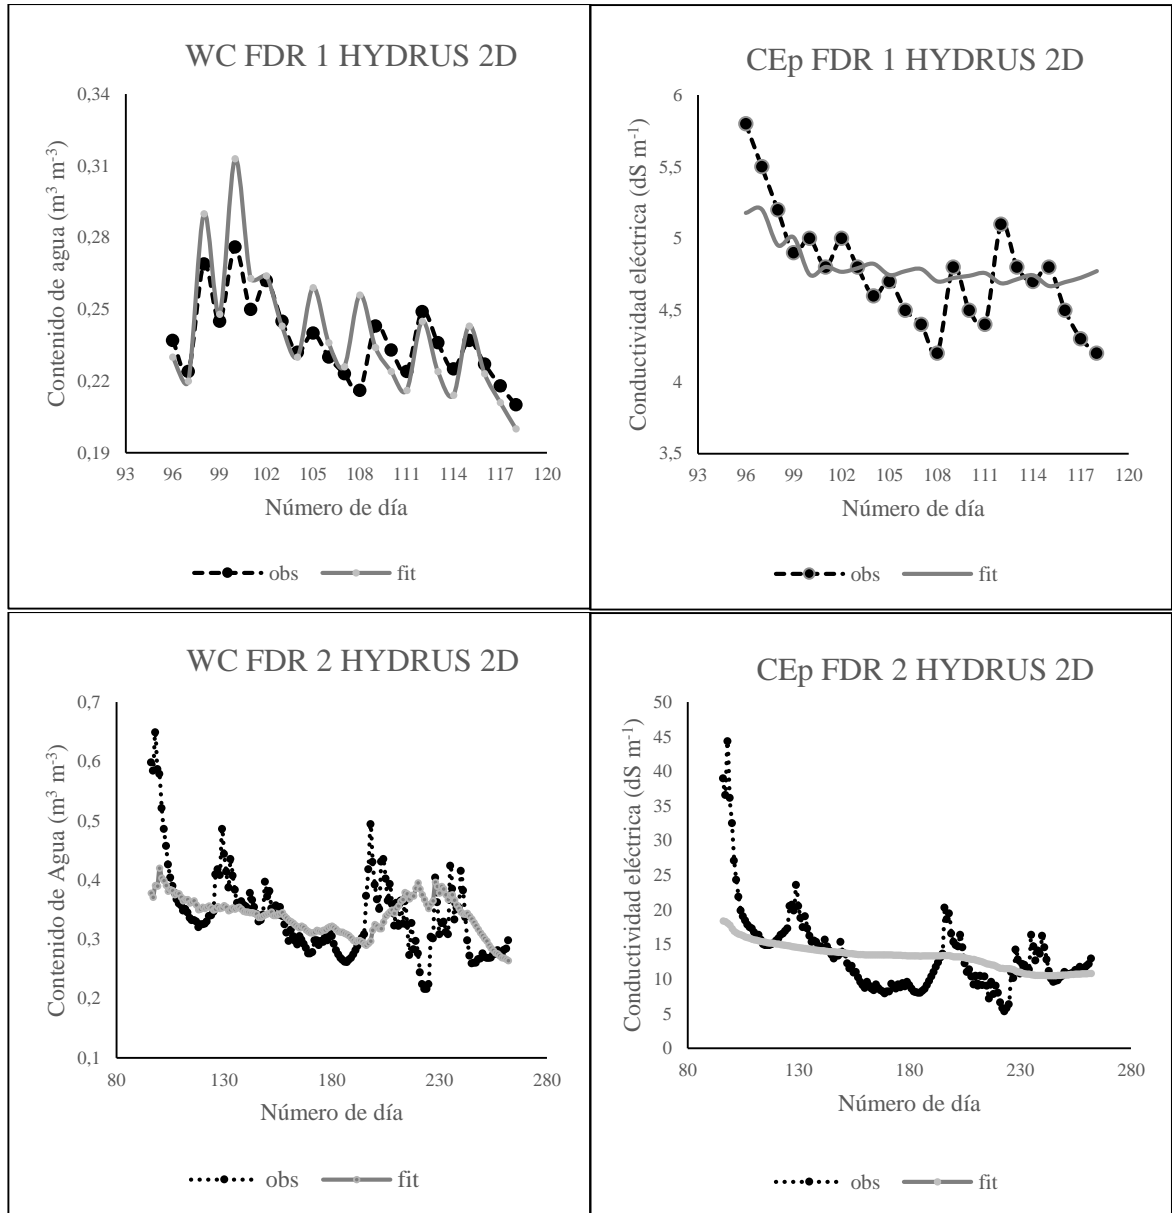 WC FDR 1 HYDRUS 2D
Contenido de agua (m³ m⁻³)
0,34
0,31
0,28
0,25
0,22
0,19
93 96 99 102 105 108 111 114 117 120
Número de día
obs fit
CEp FDR 1 HYDRUS 2D
Conductividad eléctrica (dS m⁻¹)
6
5,5
5
4,5
4
3,5
93 96 99 102 105 108 111 114 117 120
Número de día
obs fit
WC FDR 2 HYDRUS 2D
Contenido de Agua (m³ m⁻³)
0,7
0,6
0,5
0,4
0,3
0,2
0,1
80 130 180 230 280
Número de día
obs fit
CEp FDR 2 HYDRUS 2D
Conductividad eléctrica (dS m⁻¹)
50
45
40
35
30
25
20
15
10
5
0
80 130 180 230 280
Número de día
obs fit